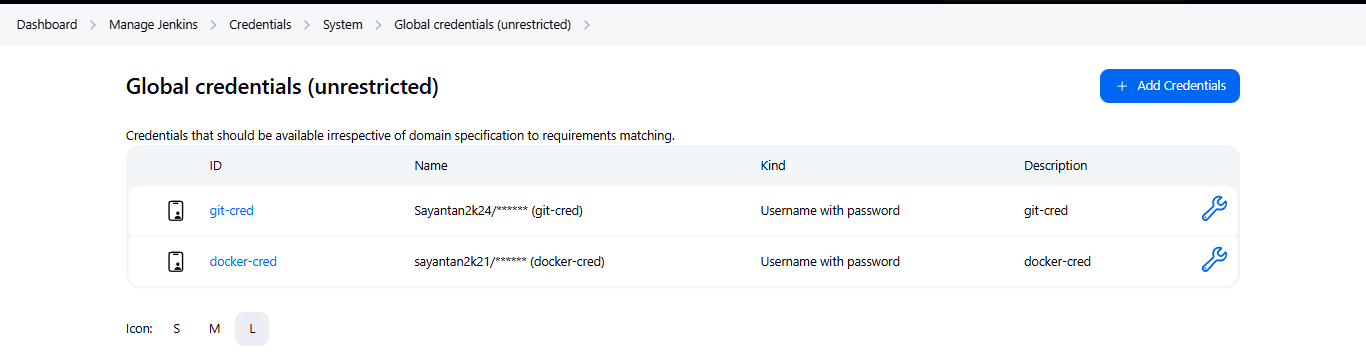 Dashboard > Manage Jenkins > Credentials > System > Global credentials (unrestricted) >
Global credentials (unrestricted)
+ Add Credentials
Credentials that should be available irrespective of domain specification to requirements matching.
ID Name Kind Description
git-cred Sayantan2k24/****** (git-cred) Username with password git-cred
docker-cred sayantan2k21/****** (docker-cred) Username with password docker-cred
Icon: S M L